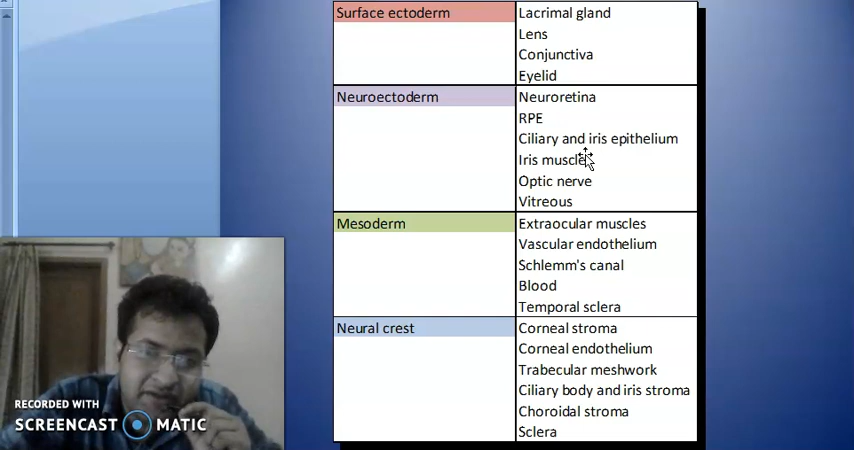 Surface ectoderm
Lacrimal gland
Lens
Conjunctiva
Eyelid
Neuroectoderm
Neuroretina
RPE
Ciliary and iris epithelium
Iris muscle
Optic nerve
Vitreous
Mesoderm
Extraocular muscles
Vascular endothelium
Schlemm's canal
Blood
Temporal sclera
Neural crest
Corneal stroma
Corneal endothelium
Trabecular meshwork
Ciliary body and iris stroma
Choroidal stroma
Sclera
RECORDED WITH
SCREENCAST MATIC